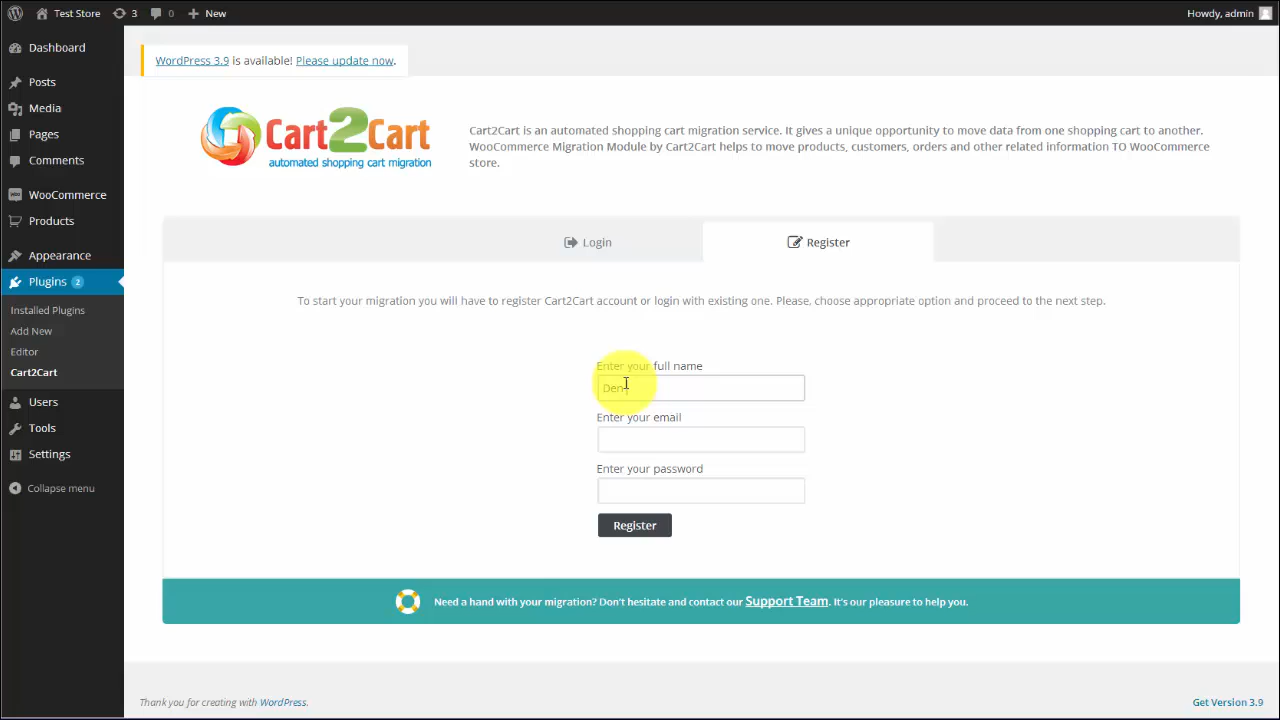 Test Store 3 0 New Howdy, admin
Dashboard
Posts
Media
Pages
Comments
WooCommerce
Products
Appearance
Plugins 2
Installed Plugins
Add New
Editor
Cart2Cart
Users
Tools
Settings
Collapse menu
WordPress 3.9 is available! Please update now.
Cart2Cart
automated shopping cart migration
Cart2Cart is an automated shopping cart migration service. It gives a unique opportunity to move data from one shopping cart to another.
WooCommerce Migration Module by Cart2Cart helps to move products, customers, orders and other related information TO WooCommerce
store.
Login Register
To start your migration you will have to register Cart2Cart account or login with existing one. Please, choose appropriate option and proceed to the next step.
Enter your full name
Den
Enter your email
Enter your password
Register
Need a hand with your migration? Don't hesitate and contact our Support Team. It's our pleasure to help you.
Thank you for creating with WordPress. Get Version 3.9